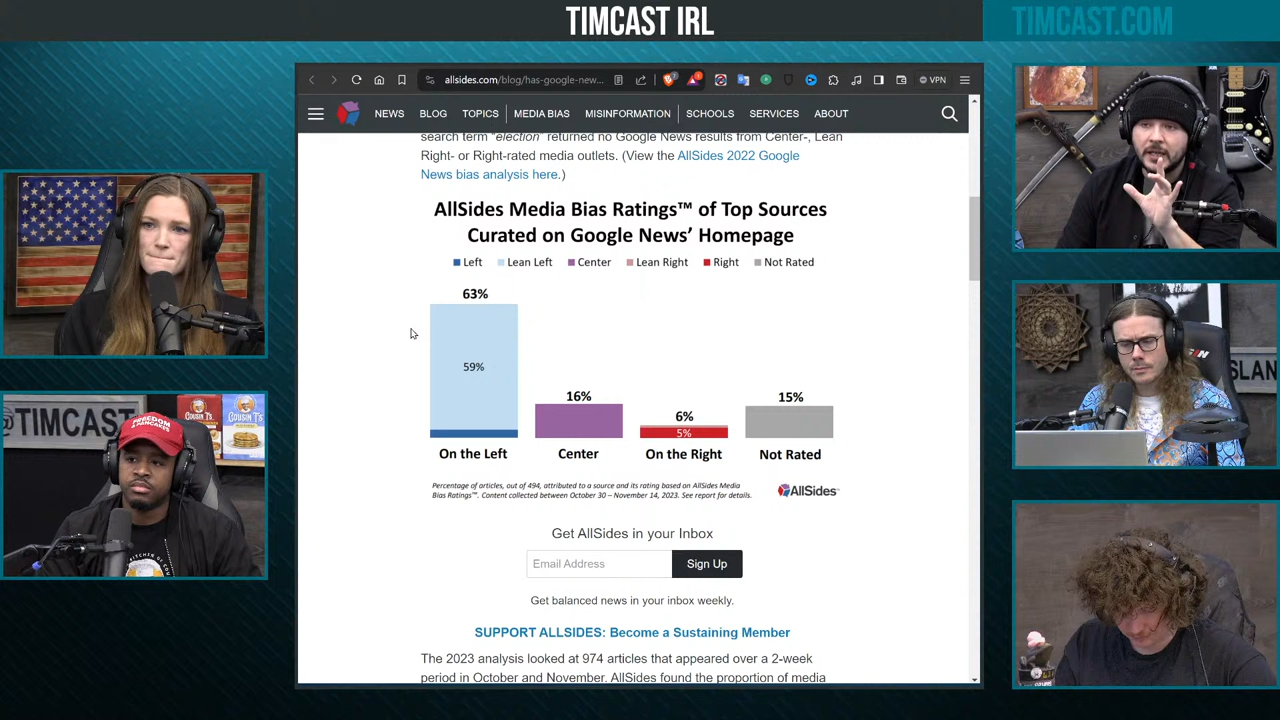 TIMCAST IRL
TIMCAST.COM
allsides.com/blog/has-google-new...
VPN
NEWS BLOG TOPICS MEDIA BIAS MISINFORMATION SCHOOLS SERVICES ABOUT
search term "election" returned no Google News results from Center-, Lean
Right- or Right-rated media outlets. (View the AllSides 2022 Google
News bias analysis here.)
AllSides Media Bias Ratings™ of Top Sources
Curated on Google News' Homepage
Left Lean Left Center Lean Right Right Not Rated
63%
59%
16%
6%
5%
15%
On the Left Center On the Right Not Rated
Percentage of articles, out of 494, attributed to a source and its rating based on AllSides Media
Bias Ratings™. Content collected between October 30 – November 14, 2023. See report for details.
AllSides™
Get AllSides in your Inbox
Email Address Sign Up
Get balanced news in your inbox weekly.
SUPPORT ALLSIDES: Become a Sustaining Member
The 2023 analysis looked at 974 articles that appeared over a 2-week
period in October and November. AllSides found the proportion of media
@TIMCAST
COUSIN T'S
COUSIN T'S
FREEDOM
& PANCAKES
SLAN